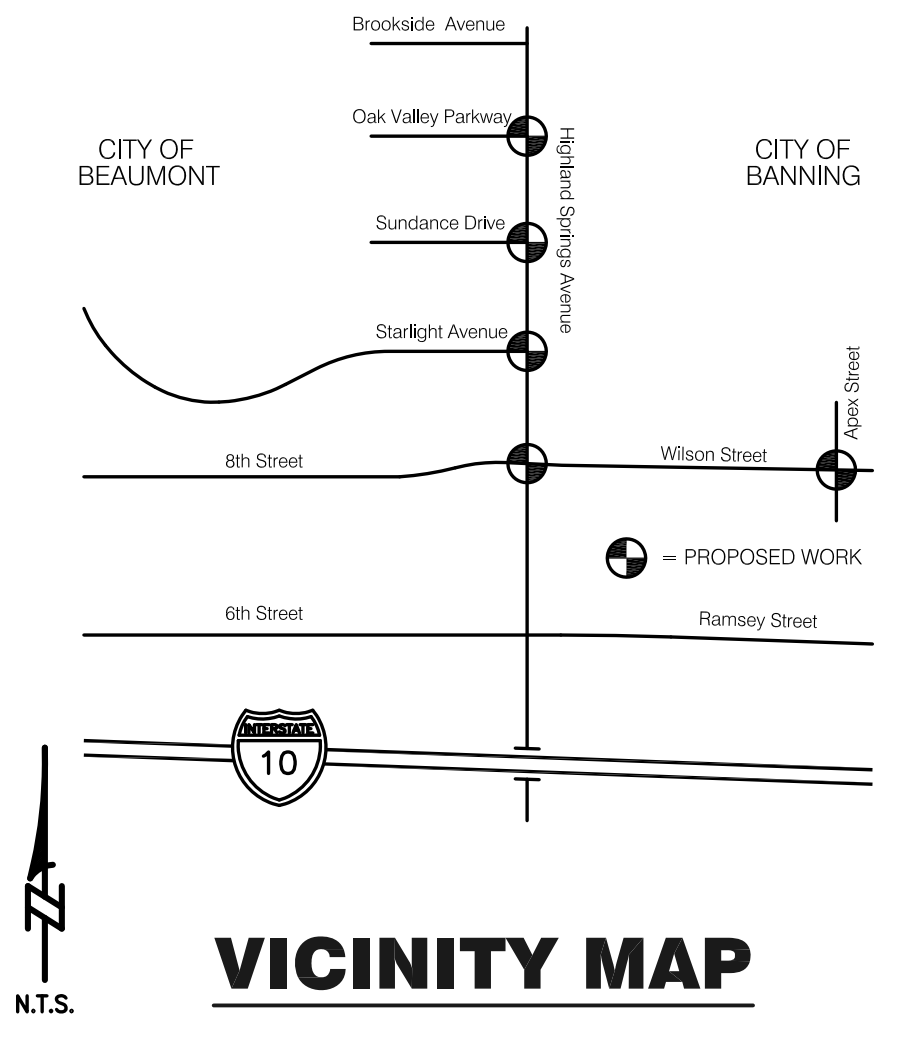 Brookside Avenue
Oak Valley Parkway
CITY OF
BEAUMONT
Highland Springs Avenue
CITY OF
BANNING
Sundance Drive
Starlight Avenue
Apex Street
8th Street
Wilson Street
= PROPOSED WORK
6th Street
Ramsey Street
INTERSTATE
10
N
N.T.S.
VICINITY MAP